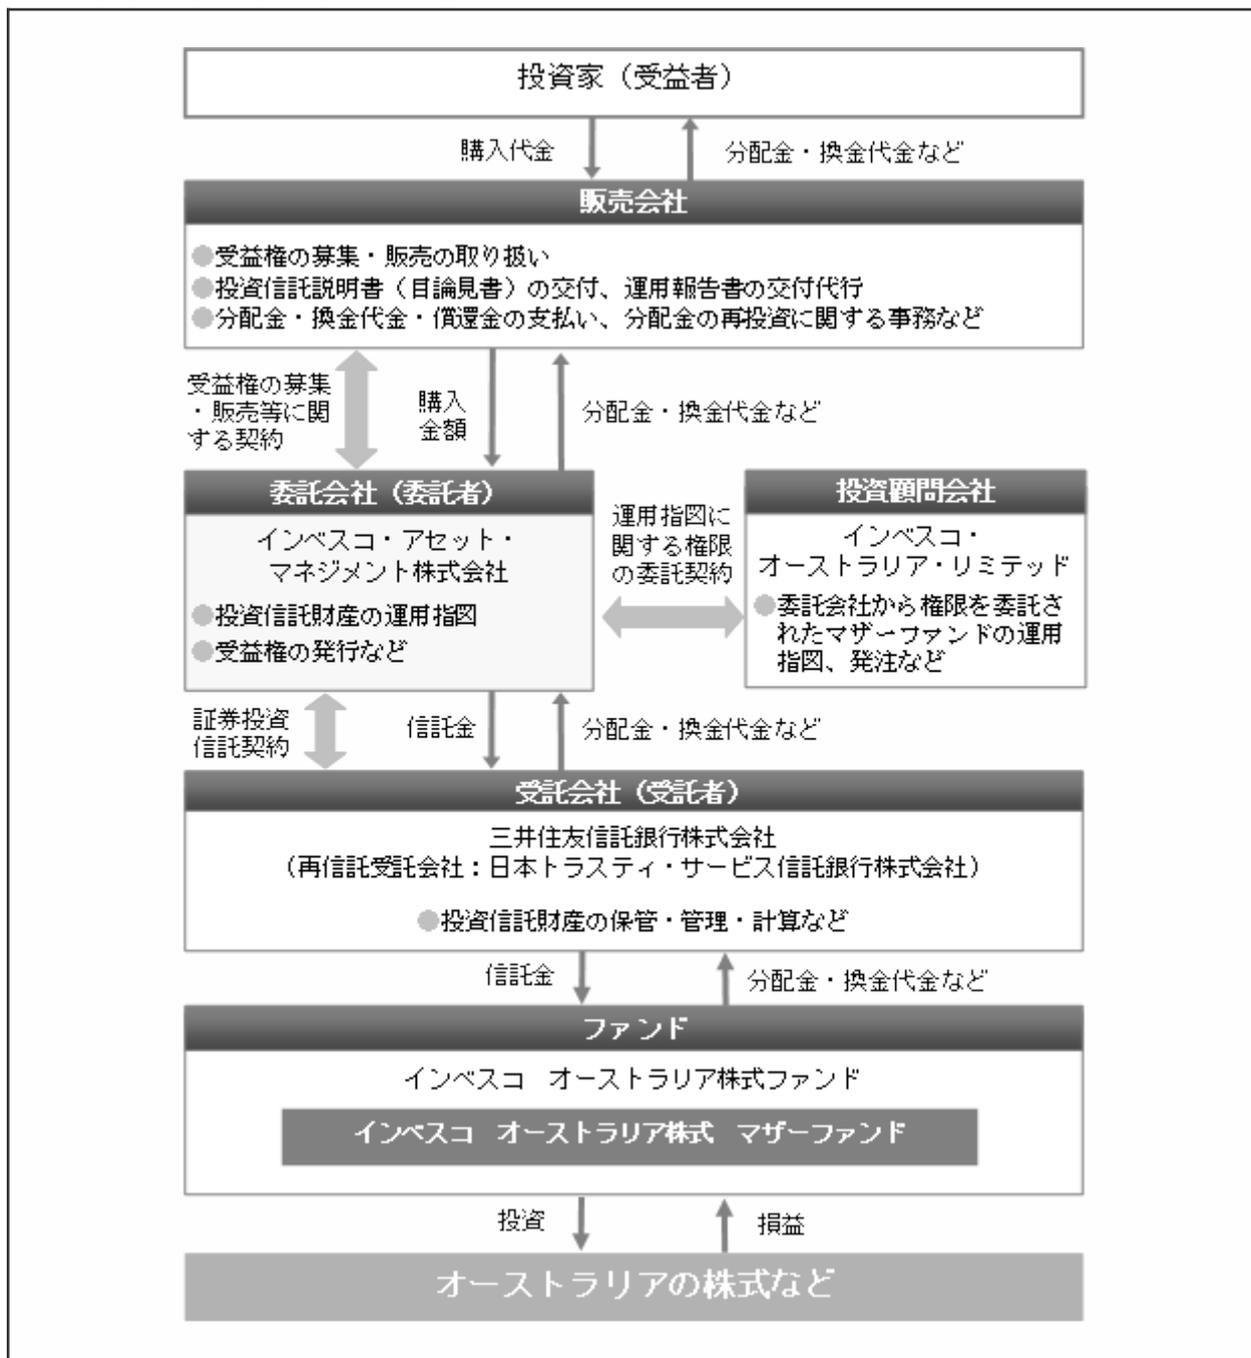 投資家（受益者）
購入代金
分配金・換金代金など
販売会社
●受益権の募集・販売の取り扱い
●投資信託説明書（目論見書）の交付、運用報告書の交付代行
●分配金・換金代金・償還金の支払い、分配金の再投資に関する事務など
受益権の募集
・販売等に関
する契約
購入
金額
分配金・換金代金など
委託会社（委託者）
インベスコ・アセット・
マネジメント株式会社
●投資信託財産の運用指図
●受益権の発行など
運用指図に
関する権限
の委託契約
投資顧問会社
インベスコ・
オーストラリア・リミテッド
●委託会社から権限を委託さ
れたマザーファンドの運用
指図、発注など
証券投資
信託契約
信託金
分配金・換金代金など
受託会社（受託者）
三井住友信託銀行株式会社
（再信託受託会社：日本トラスティ・サービス信託銀行株式会社）
●投資信託財産の保管・管理・計算など
信託金
分配金・換金代金など
ファンド
インベスコ　オーストラリア株式ファンド
インベスコ　オーストラリア株式　マザーファンド
投資
損益
オーストラリアの株式など